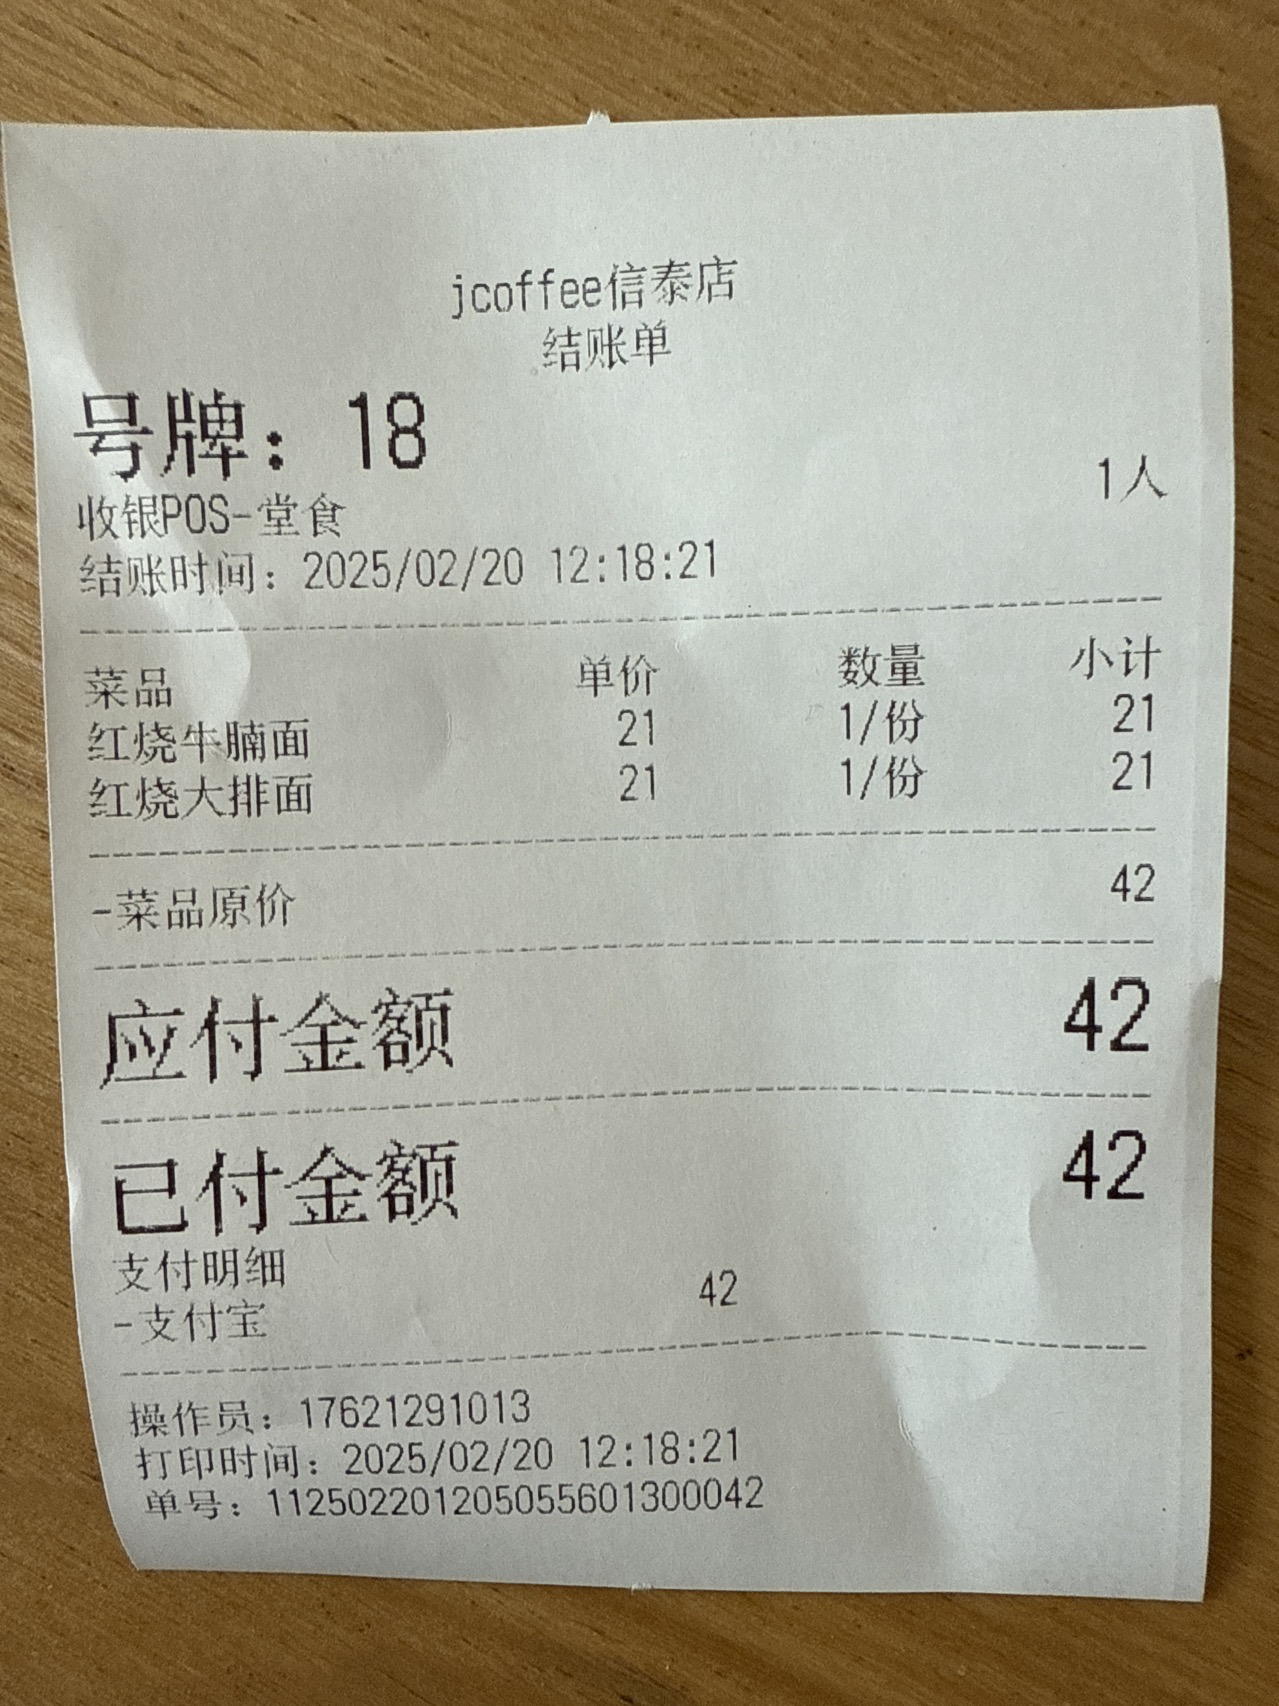 jcoffee信泰店
结账单
号牌：18
1人
收银POS-堂食
结账时间：2025/02/20 12:18:21
菜品 单价 数量 小计
红烧牛腩面 21 1/份 21
红烧大排面 21 1/份 21
-菜品原价 42
应付金额 42
已付金额 42
支付明细
-支付宝 42
操作员：17621291013
打印时间：2025/02/20 12:18:21
单号：112502201205055601300042